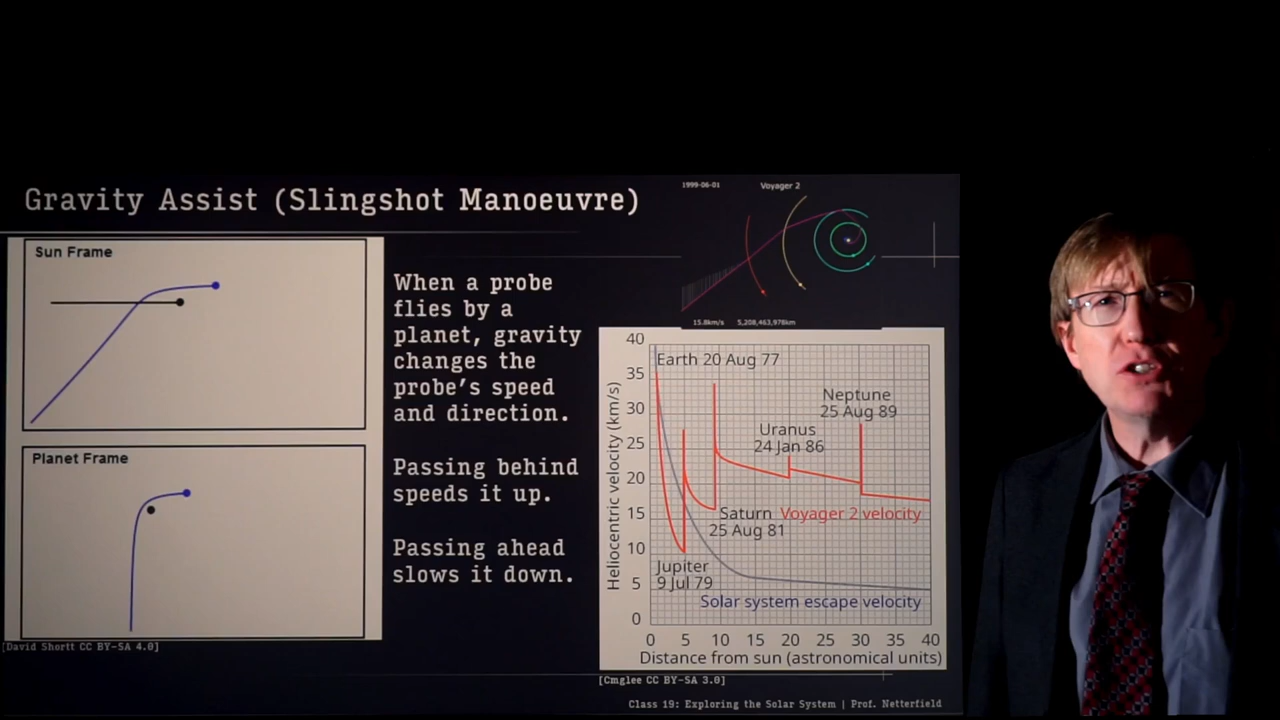 Gravity Assist (Slingshot Manoeuvre)
Sun Frame
Planet Frame
[David Shortt CC BY-SA 4.0]
When a probe
flies by a
planet, gravity
changes the
probe's speed
and direction.
Passing behind
speeds it up.
Passing ahead
slows it down.
1999-06-01 Voyager 2
15.8km/s 5,208,463,978km
Heliocentric velocity (km/s)
40
35
30
25
20
15
10
5
0
Earth 20 Aug 77
Neptune
25 Aug 89
Uranus
24 Jan 86
Saturn
25 Aug 81
Voyager 2 velocity
Jupiter
9 Jul 79
Solar system escape velocity
0 5 10 15 20 25 30 35 40
Distance from sun (astronomical units)
[Cmglee CC BY-SA 3.0]
Class 19: Exploring the Solar System | Prof. Netterfield